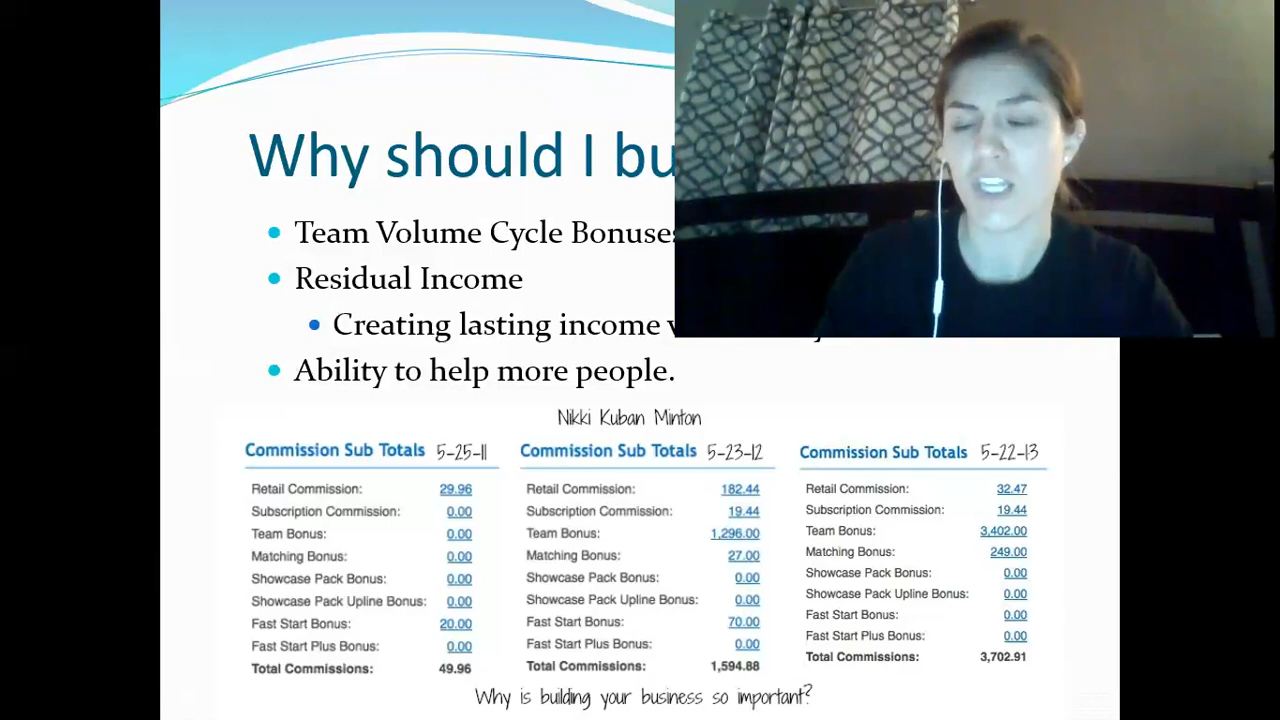 Why should I bu
Team Volume Cycle Bonuses
Residual Income
Creating lasting income
Ability to help more people.
Nikki Kuban Minton
Commission Sub Totals 5-25-11
Retail Commission: 29.96
Subscription Commission: 0.00
Team Bonus: 0.00
Matching Bonus: 0.00
Showcase Pack Bonus: 0.00
Showcase Pack Upline Bonus: 0.00
Fast Start Bonus: 20.00
Fast Start Plus Bonus: 0.00
Total Commissions: 49.96
Commission Sub Totals 5-23-12
Retail Commission: 182.44
Subscription Commission: 19.44
Team Bonus: 1,296.00
Matching Bonus: 27.00
Showcase Pack Bonus: 0.00
Showcase Pack Upline Bonus: 0.00
Fast Start Bonus: 70.00
Fast Start Plus Bonus: 0.00
Total Commissions: 1,594.88
Commission Sub Totals 5-22-13
Retail Commission: 32.47
Subscription Commission: 19.44
Team Bonus: 3,402.00
Matching Bonus: 249.00
Showcase Pack Bonus: 0.00
Showcase Pack Upline Bonus: 0.00
Fast Start Bonus: 0.00
Fast Start Plus Bonus: 0.00
Total Commissions: 3,702.91
Why is building your business so important?